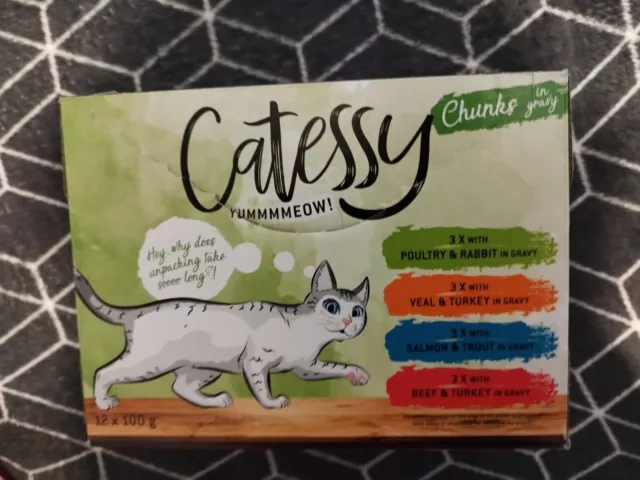 Catessy
Chunks in gravy
YUMMMMEOW!
Hey, why does
unpacking take
soooo long?!
3 X WITH
POULTRY & RABBIT IN GRAVY
3 X WITH
VEAL & TURKEY IN GRAVY
3 X WITH
SALMON & TROUT IN GRAVY
3 X WITH
BEEF & TURKEY IN GRAVY
12 x 100 g